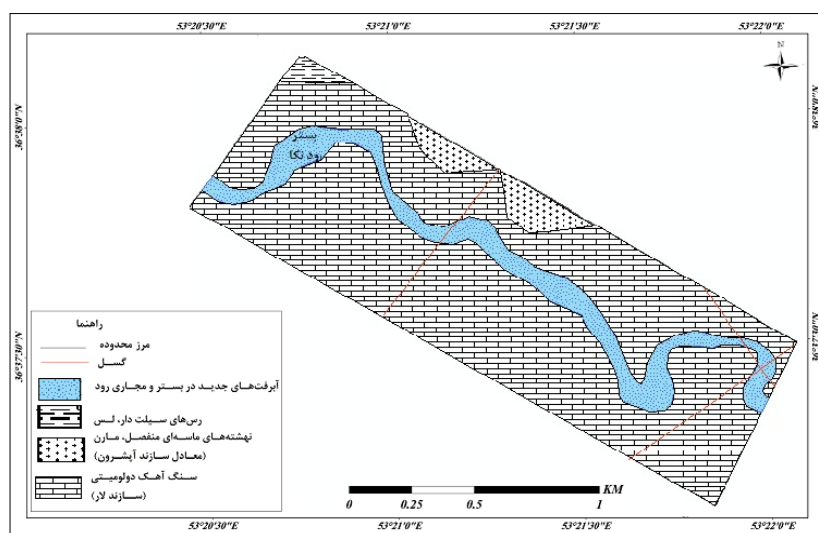 53°20'30"E 53°21'0"E 53°21'30"E 53°22'0"E
N
36°38'0"N
36°38'0"N
بستر
رود نکا
36°37'30"N
36°37'30"N
راهنما
مرز محدوده
گسل
آبرفت‌های جدید در بستر و مجاری رود
رس‌های سیلت دار، لس
نهشته‌های ماسه‌ای منفصل، مارن
(معادل سازند آپشرون)
سنگ آهک دولومیتی
(سازند لار)
KM
0 0.25 0.5 1
53°20'30"E 53°21'0"E 53°21'30"E 53°22'0"E